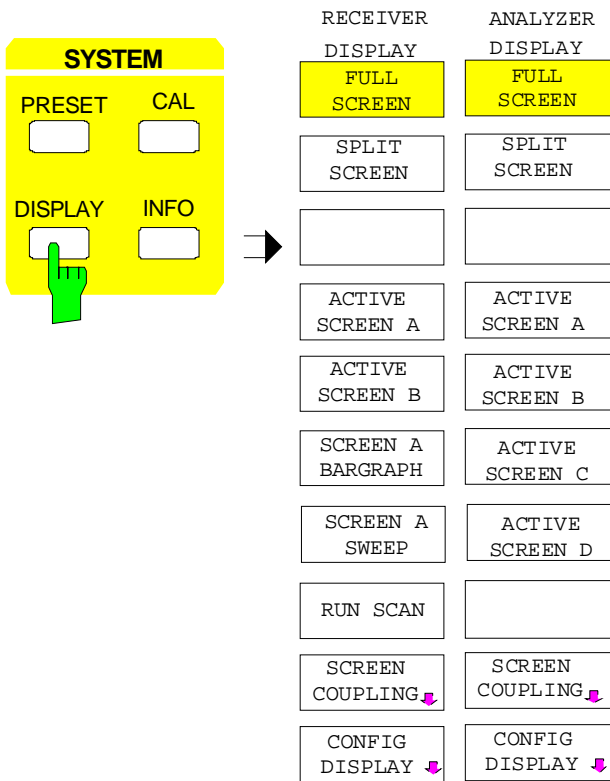 SYSTEM
PRESET CAL
DISPLAY INFO
RECEIVER
DISPLAY
FULL
SCREEN
SPLIT
SCREEN
ACTIVE
SCREEN A
ACTIVE
SCREEN B
SCREEN A
BARGRAPH
SCREEN A
SWEEP
RUN SCAN
SCREEN
COUPLING
CONFIG
DISPLAY
ANALYZER
DISPLAY
FULL
SCREEN
SPLIT
SCREEN
ACTIVE
SCREEN A
ACTIVE
SCREEN B
ACTIVE
SCREEN C
ACTIVE
SCREEN D
SCREEN
COUPLING
CONFIG
DISPLAY